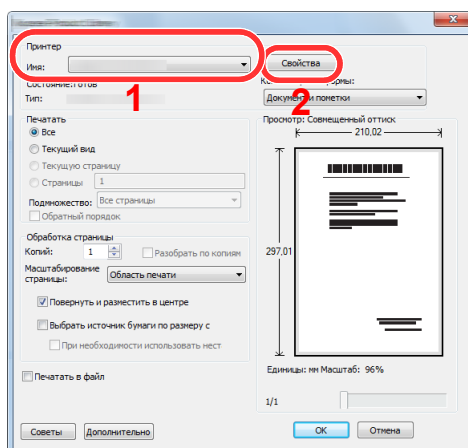 Принтер
Имя:
Свойства
1
2
Состояние:Готов
Тип:
Документ и пометки
Печатать
Все
Текущий вид
Текущую страницу
Страницы 1
Подмножество: Все страницы
Обратный порядок
Обработка страницы
Копий: 1 Разобрать по копиям
Масштабирование страницы: Область печати
Повернуть и разместить в центре
Выбрать источник бумаги по размеру с
При необходимости использовать нест
Печатать в файл
Просмотр: Совмещенный оттиск
210,02
297,01
Единицы: мм Масштаб: 96%
1/1
Советы
Дополнительно
OK
Отмена